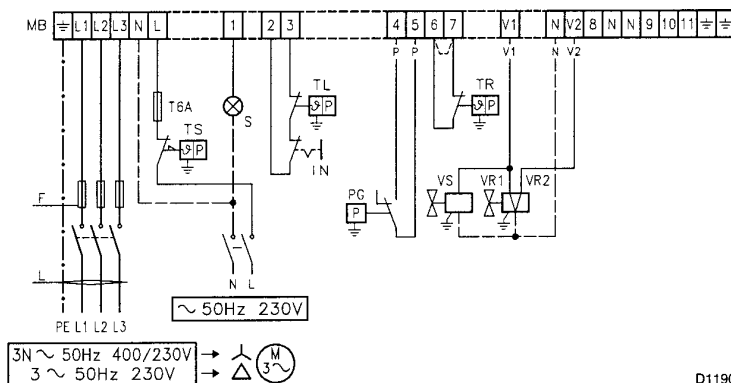 MB ⏚ L1 L2 L3 N L 1 2 3 4 5 6 7 V1 N V2 8 N N 9 10 11 ⏚ ⏚
P P V1 N V2
T6A
TS
ϑ P
S
TL
ϑ P
IN
TR
ϑ P
F
PG
P
VS
VR1
VR2
L
N L
PE L1 L2 L3
~ 50Hz 230V
3N ~ 50Hz 400/230V
3 ~ 50Hz 230V
M
3~
D1190